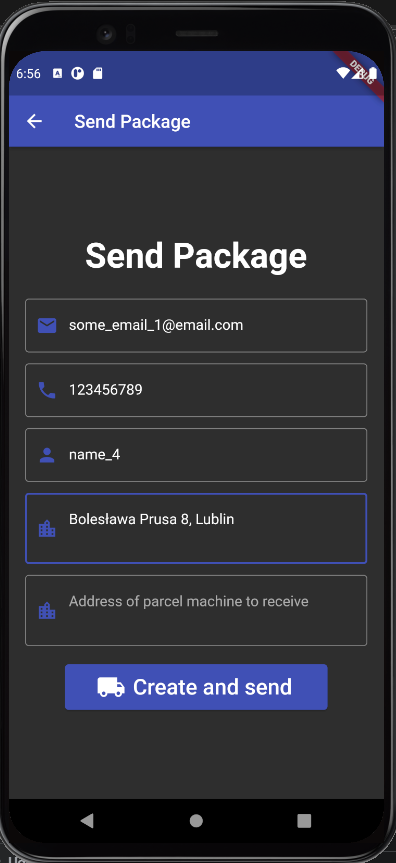 6:56
DEBUG
Send Package
Send Package
some_email_1@email.com
123456789
name_4
Bolesława Prusa 8, Lublin
Address of parcel machine to receive
Create and send